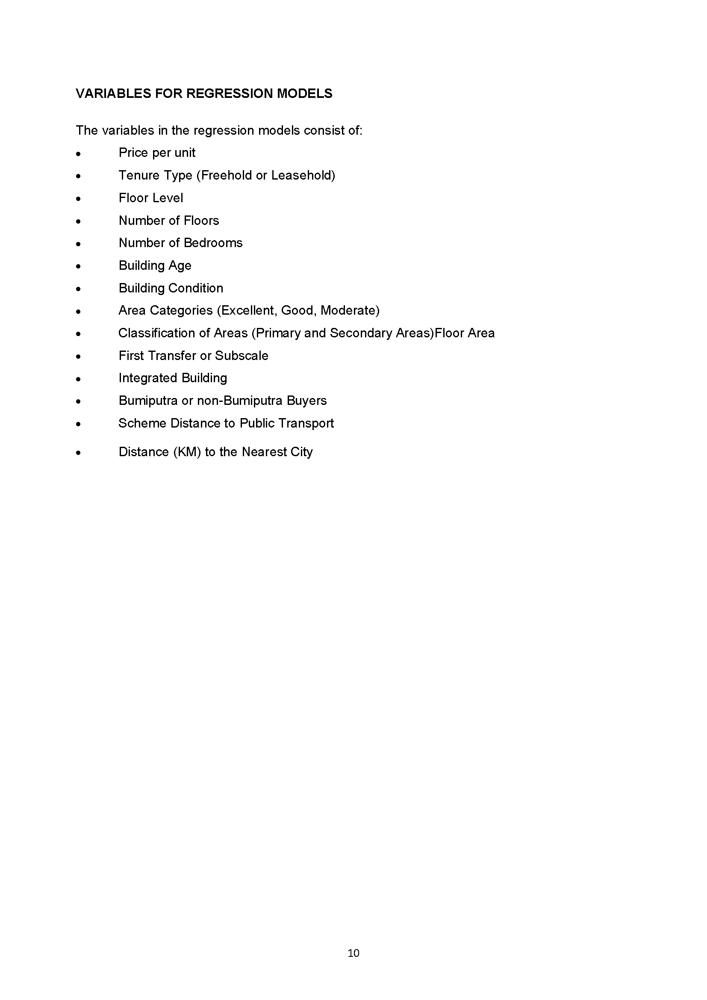 VARIABLES FOR REGRESSION MODELS
The variables in the regression models consist of:
• Price per unit
• Tenure Type (Freehold or Leasehold)
• Floor Level
• Number of Floors
• Number of Bedrooms
• Building Age
• Building Condition
• Area Categories (Excellent, Good, Moderate)
• Classification of Areas (Primary and Secondary Areas)Floor Area
• First Transfer or Subscale
• Integrated Building
• Bumiputra or non-Bumiputra Buyers
• Scheme Distance to Public Transport
• Distance (KM) to the Nearest City
10